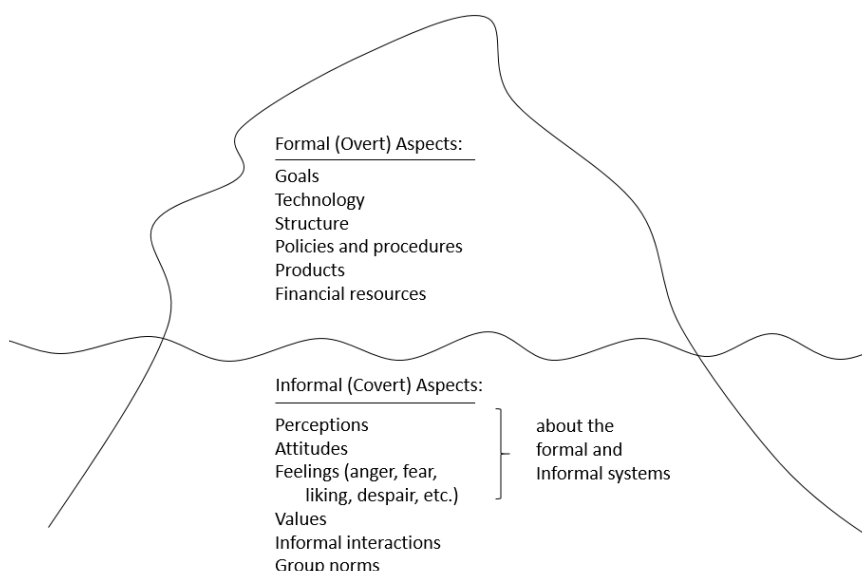 Formal (Overt) Aspects:
Goals
Technology
Structure
Policies and procedures
Products
Financial resources
Informal (Covert) Aspects:
Perceptions
Attitudes
Feelings (anger, fear,
liking, despair, etc.)
about the
formal and
Informal systems
Values
Informal interactions
Group norms